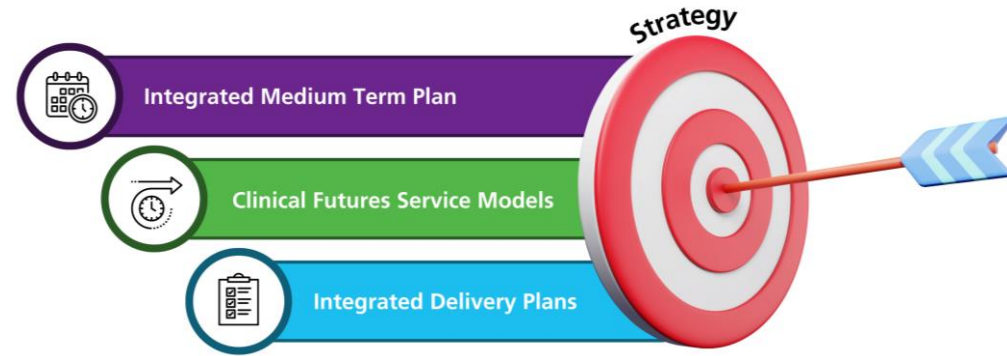 Strategy
Integrated Medium Term Plan
Clinical Futures Service Models
Integrated Delivery Plans